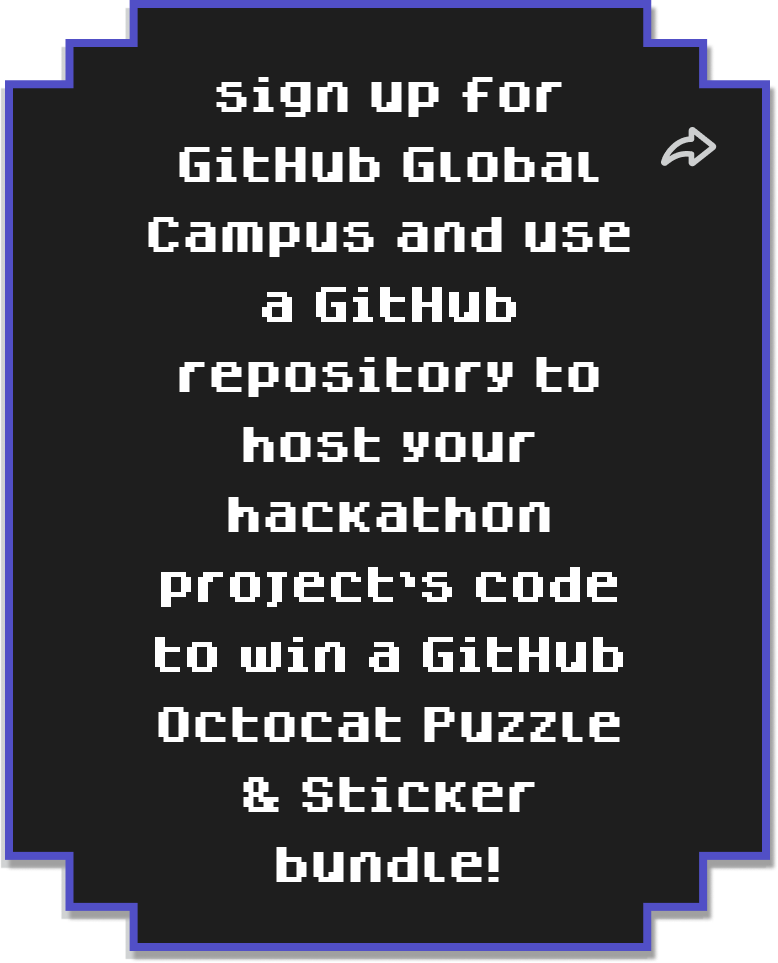 sign up for
GitHub Global
Campus and use
a GitHub
repository to
host your
hackathon
project's code
to win a GitHub
Octocat Puzzle
& Sticker
bundle!